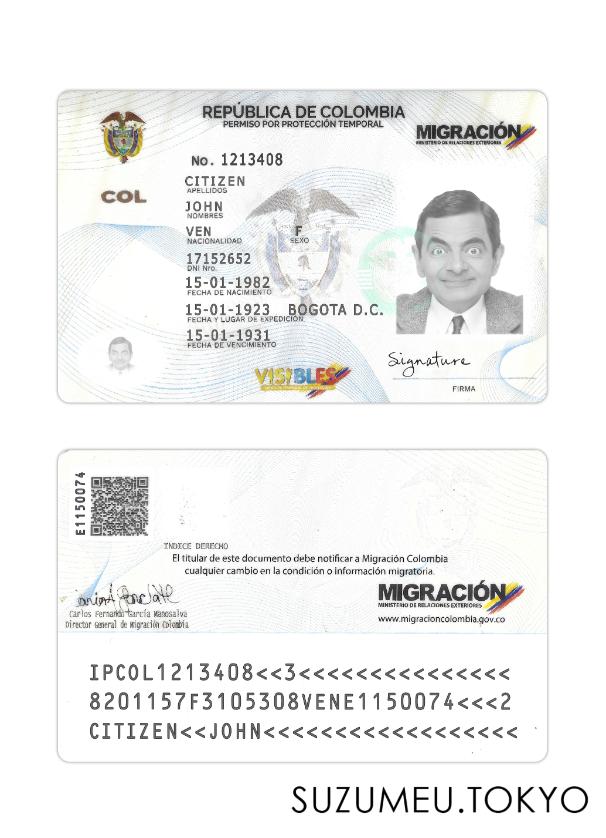 REPÚBLICA DE COLOMBIA
PERMISO POR PROTECCIÓN TEMPORAL
MIGRACIÓN
MINISTERIO DE RELACIONES EXTERIORES
No. 1213408
COL
CITIZEN
APELLIDOS
JOHN
NOMBRES
VEN F
NACIONALIDAD SEXO
17152652
DNI Nro.
15-01-1982
FECHA DE NACIMIENTO
15-01-1923 BOGOTA D.C.
FECHA Y LUGAR DE EXPEDICIÓN
15-01-1931
FECHA DE VENCIMIENTO
Signature
FIRMA
VISIBLES
E1150074
INDICE DERECHO
El titular de este documento debe notificar a Migración Colombia
cualquier cambio en la condición o información migratoria.
Carlos Fernando García Manosalva
Director General de Migración Colombia
MIGRACIÓN
MINISTERIO DE RELACIONES EXTERIORES
www.migracioncolombia.gov.co
IPCOL1213408<<3<<<<<<<<<<<<<<<
8201157F3105308VENE1150074<<<2
CITIZEN<<JOHN<<<<<<<<<<<<<<<<<
SUZUMEU.TOKYO